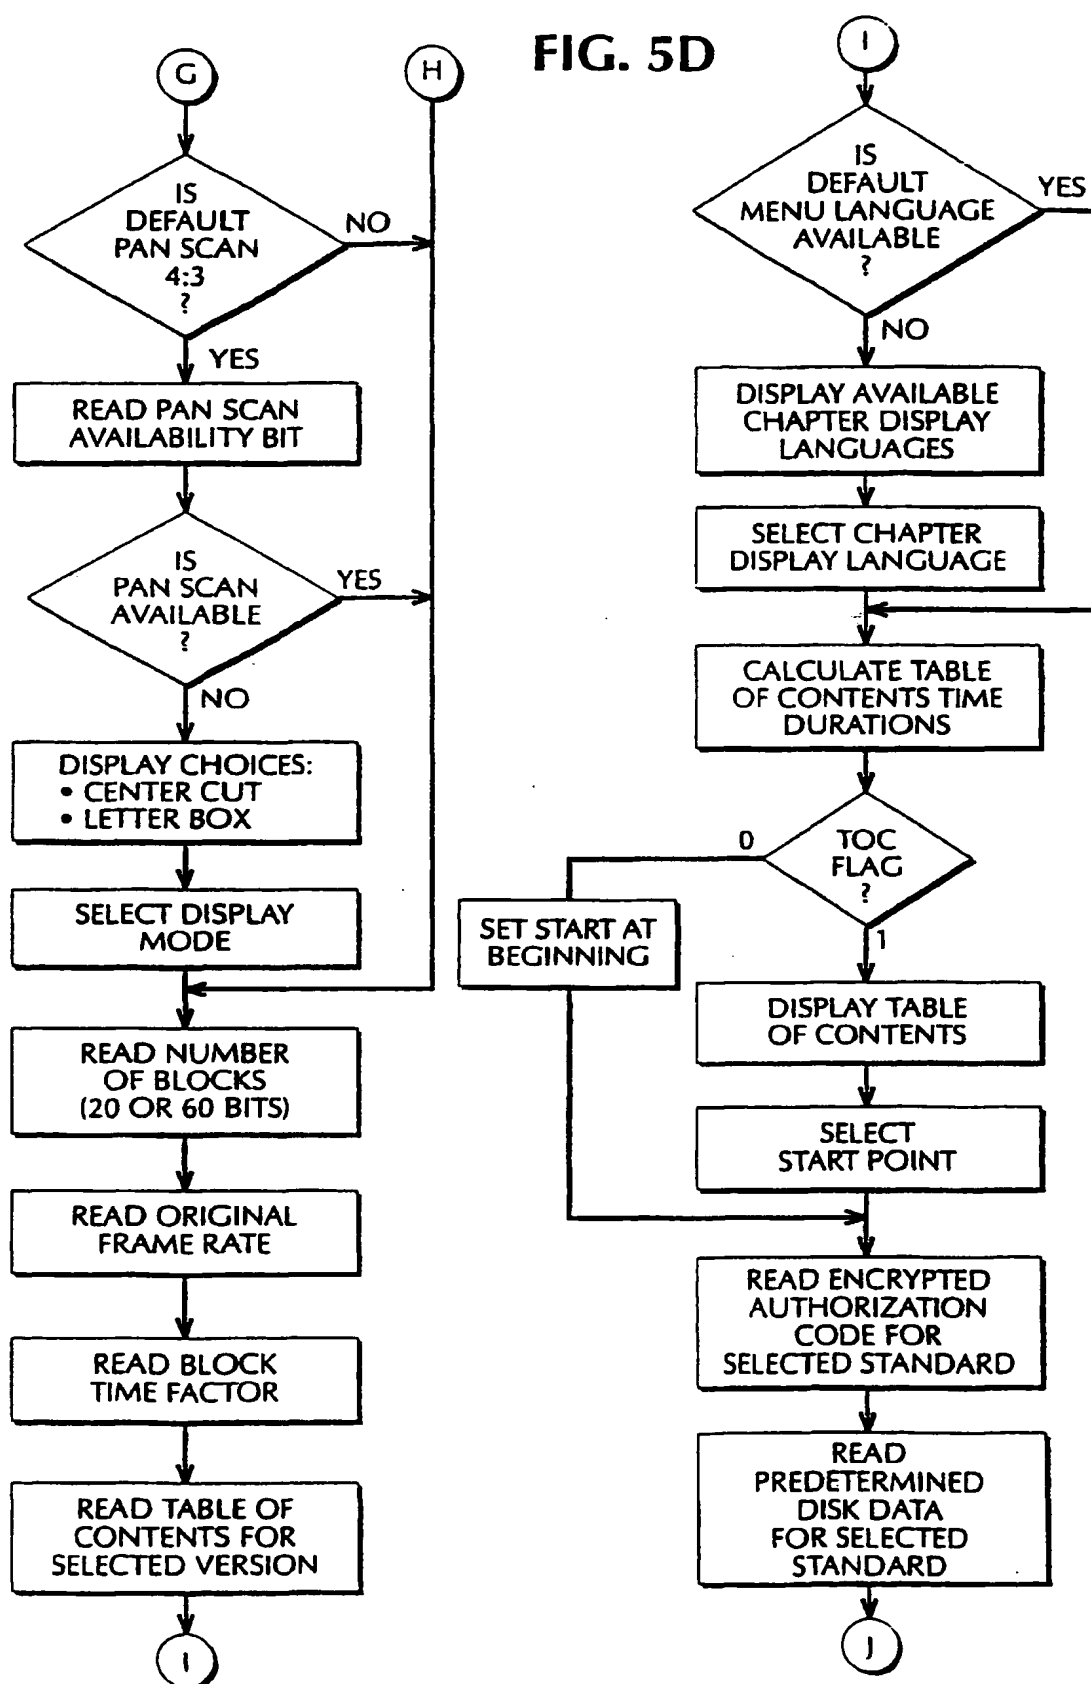 FIG. 5D
G
H
IS
DEFAULT
PAN SCAN
4:3
?
NO
YES
READ PAN SCAN
AVAILABILITY BIT
IS
PAN SCAN
AVAILABLE
?
YES
NO
DISPLAY CHOICES:
• CENTER CUT
• LETTER BOX
SELECT DISPLAY
MODE
READ NUMBER
OF BLOCKS
(20 OR 60 BITS)
READ ORIGINAL
FRAME RATE
READ BLOCK
TIME FACTOR
READ TABLE OF
CONTENTS FOR
SELECTED VERSION
I
I
IS
DEFAULT
MENU LANGUAGE
AVAILABLE
?
YES
NO
DISPLAY AVAILABLE
CHAPTER DISPLAY
LANGUAGES
SELECT CHAPTER
DISPLAY LANGUAGE
CALCULATE TABLE
OF CONTENTS TIME
DURATIONS
TOC
FLAG
?
0
1
SET START AT
BEGINNING
DISPLAY TABLE
OF CONTENTS
SELECT
START POINT
READ ENCRYPTED
AUTHORIZATION
CODE FOR
SELECTED STANDARD
READ
PREDETERMINED
DISK DATA
FOR SELECTED
STANDARD
J